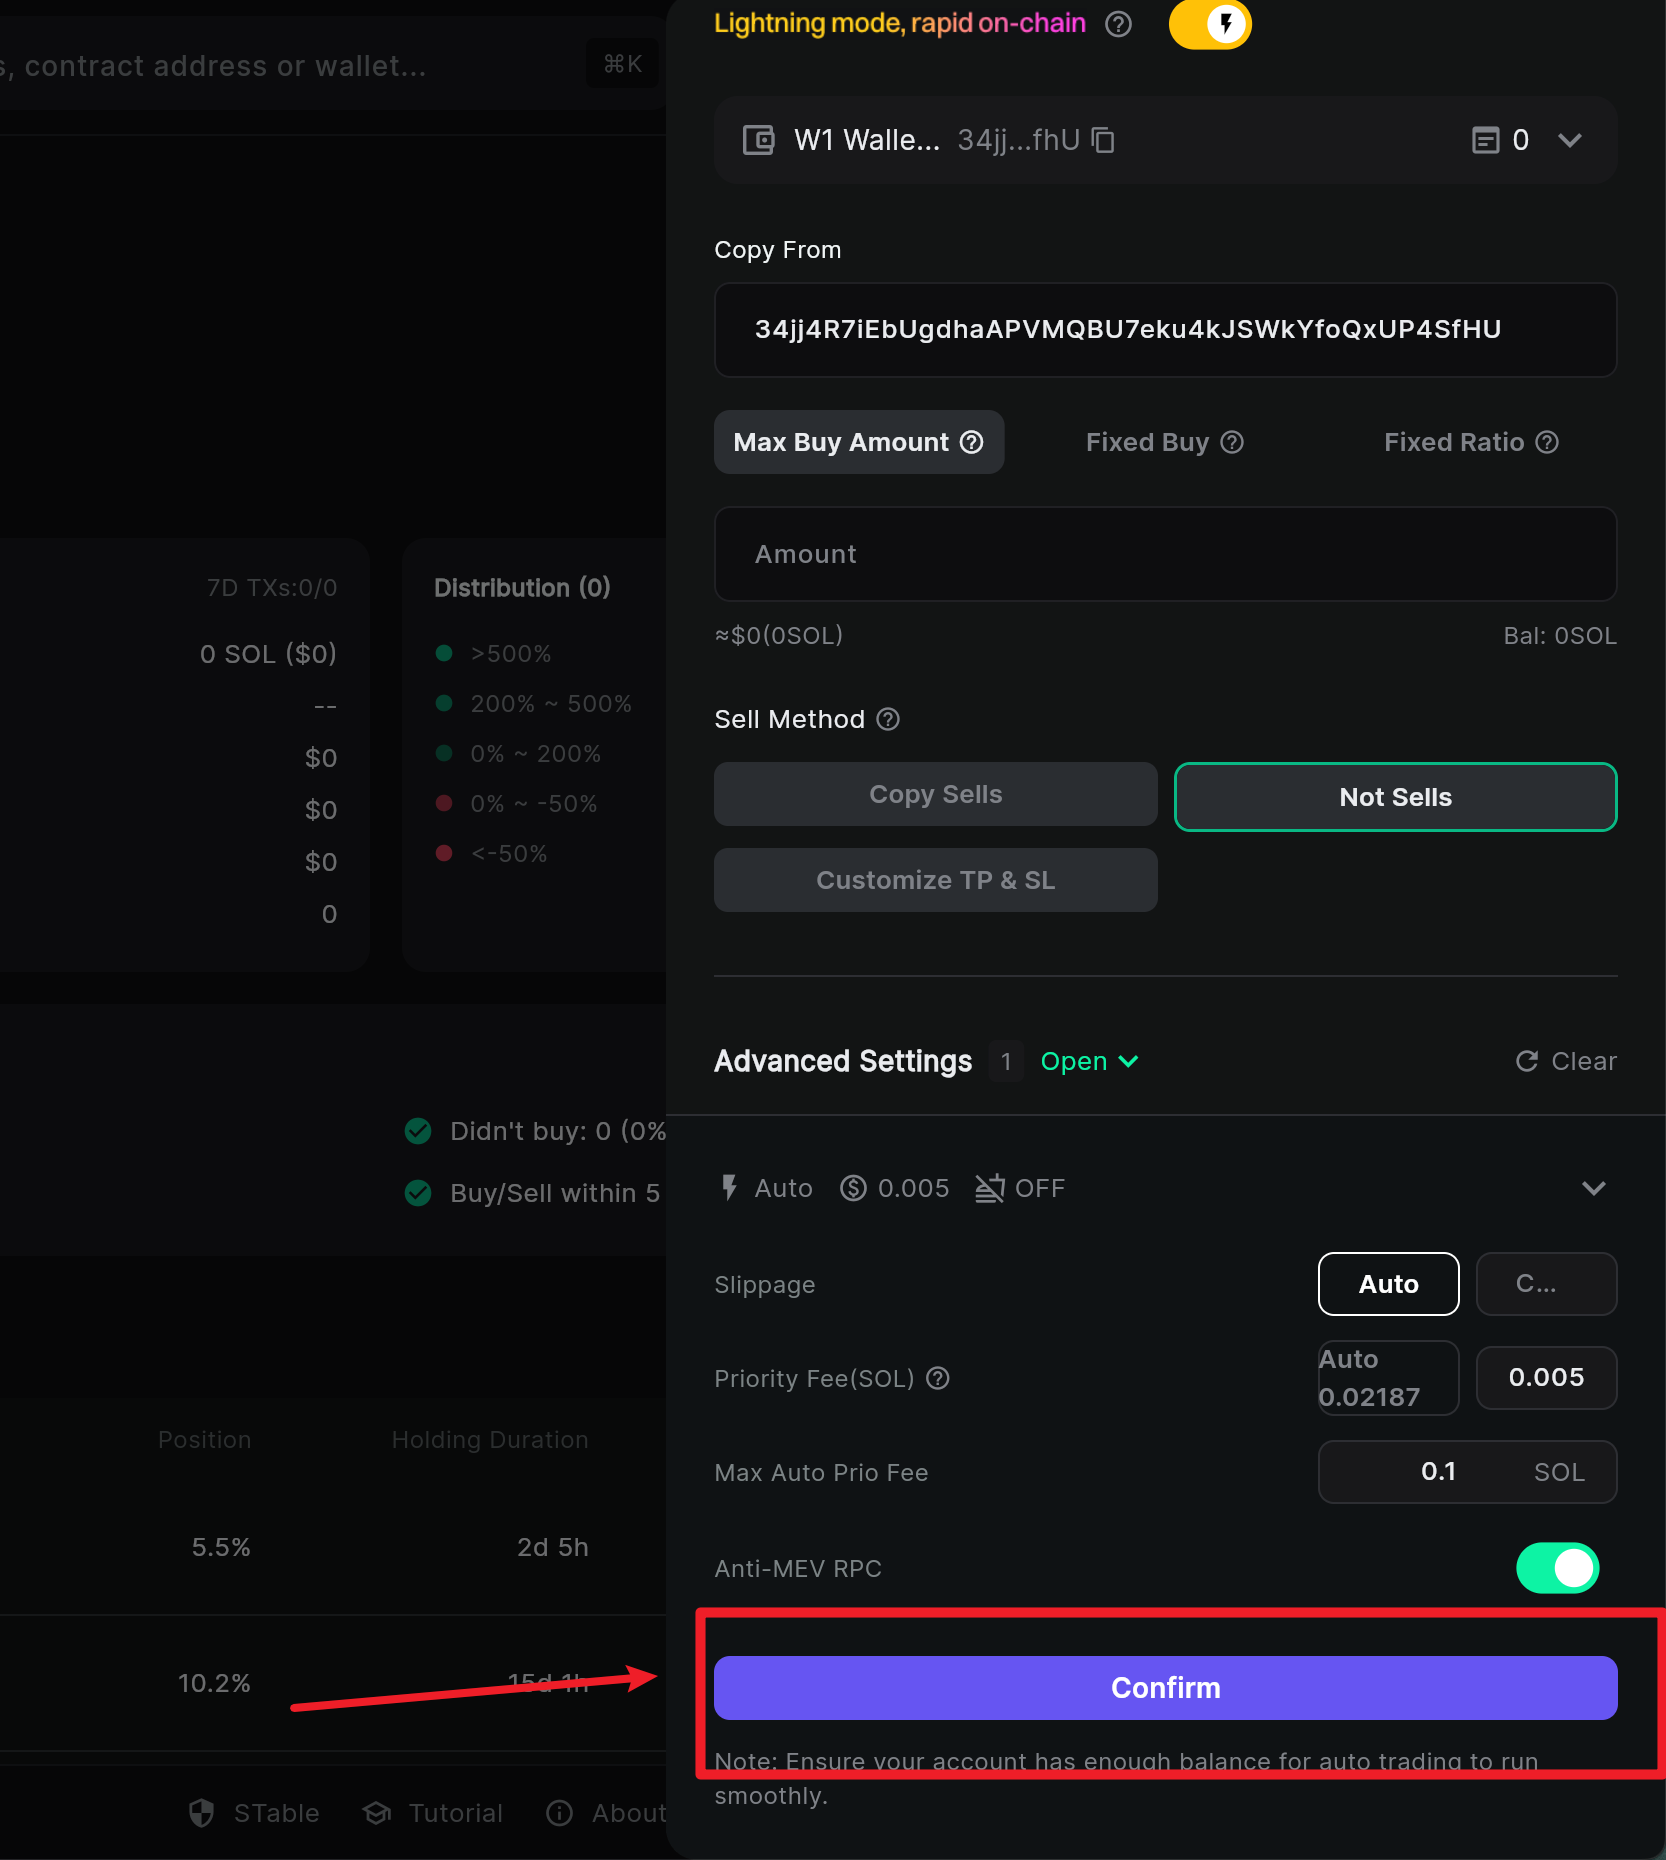 s, contract address or wallet...
⌘K
7D TXs:0/0
0 SOL ($0)
--
$0
$0
$0
0
Distribution (0)
>500%
200% ~ 500%
0% ~ 200%
0% ~ -50%
<-50%
Didn't buy: 0 (0%
Buy/Sell within 5
Position
Holding Duration
5.5%
2d 5h
10.2%
15d 1h
STable
Tutorial
About
Lightning mode, rapid on-chain
W1 Walle... 34jj...fhU
0
Copy From
34jj4R7iEbUgdhaAPVMQBU7eku4kJSWkYfoQxUP4SfHU
Max Buy Amount
Fixed Buy
Fixed Ratio
Amount
≈$0(0SOL)
Bal: 0SOL
Sell Method
Copy Sells
Not Sells
Customize TP & SL
Advanced Settings 1 Open
Clear
Auto 0.005 OFF
Slippage
Auto
C...
Priority Fee(SOL)
Auto
0.02187
0.005
Max Auto Prio Fee
0.1 SOL
Anti-MEV RPC
Confirm
Note: Ensure your account has enough balance for auto trading to run
smoothly.